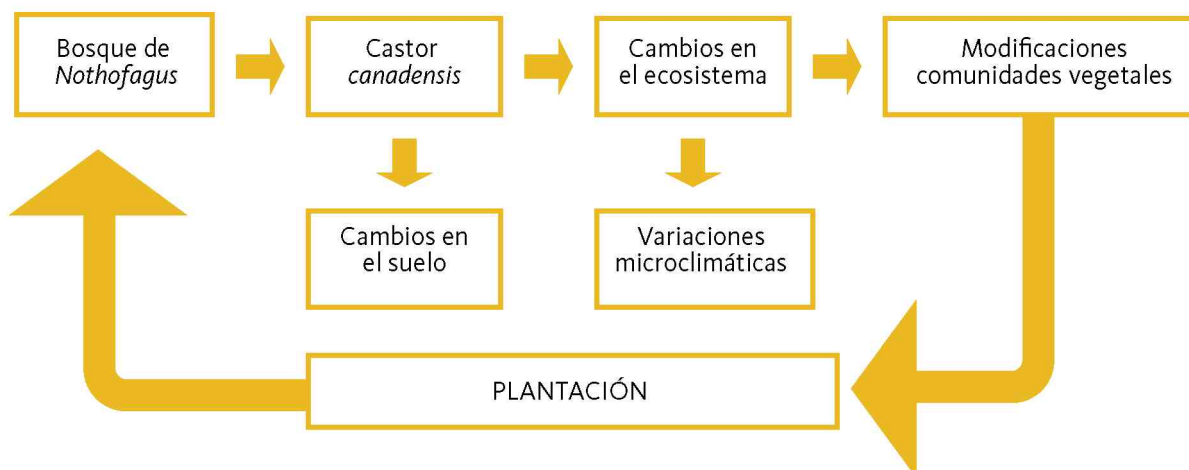 Bosque de
Nothofagus
Castor
canadensis
Cambios en
el ecosistema
Modificaciones
comunidades vegetales
Cambios en
el suelo
Variaciones
microclimáticas
PLANTACIÓN